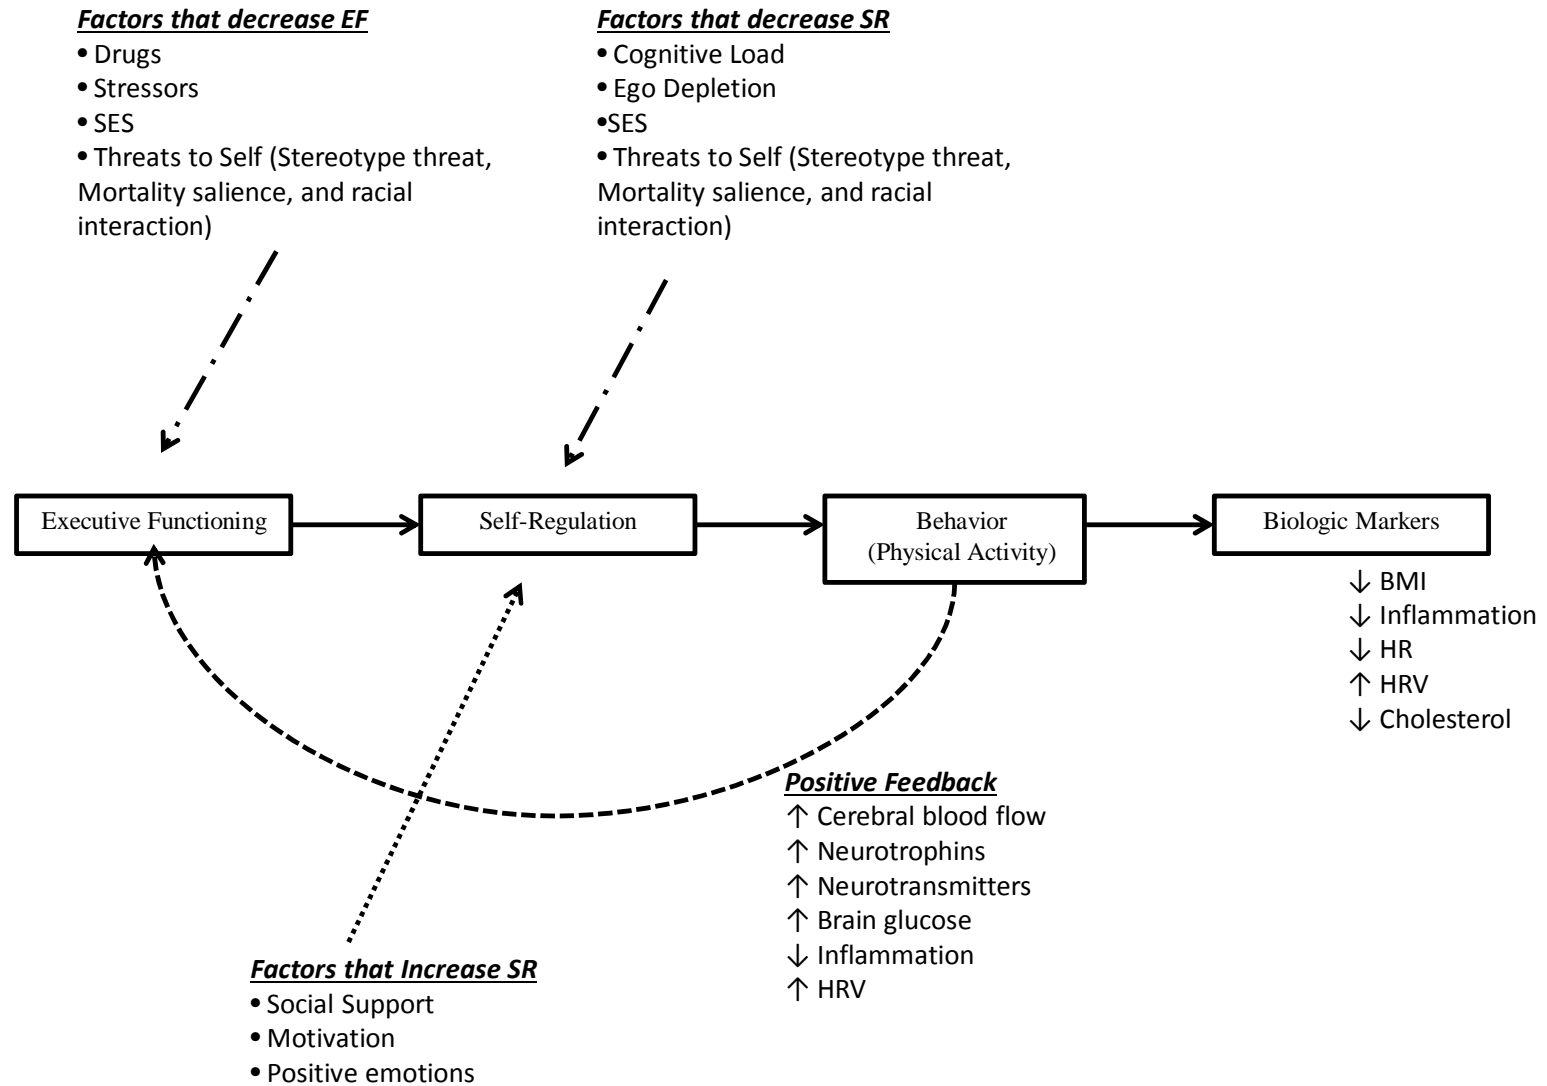 Factors that decrease EF
• Drugs
• Stressors
• SES
• Threats to Self (Stereotype threat,
Mortality salience, and racial
interaction)
Factors that decrease SR
• Cognitive Load
• Ego Depletion
•SES
• Threats to Self (Stereotype threat,
Mortality salience, and racial
interaction)
Executive Functioning
Self-Regulation
Behavior
(Physical Activity)
Biologic Markers
↓ BMI
↓ Inflammation
↓ HR
↑ HRV
↓ Cholesterol
Positive Feedback
↑ Cerebral blood flow
↑ Neurotrophins
↑ Neurotransmitters
↑ Brain glucose
↓ Inflammation
↑ HRV
Factors that Increase SR
• Social Support
• Motivation
• Positive emotions